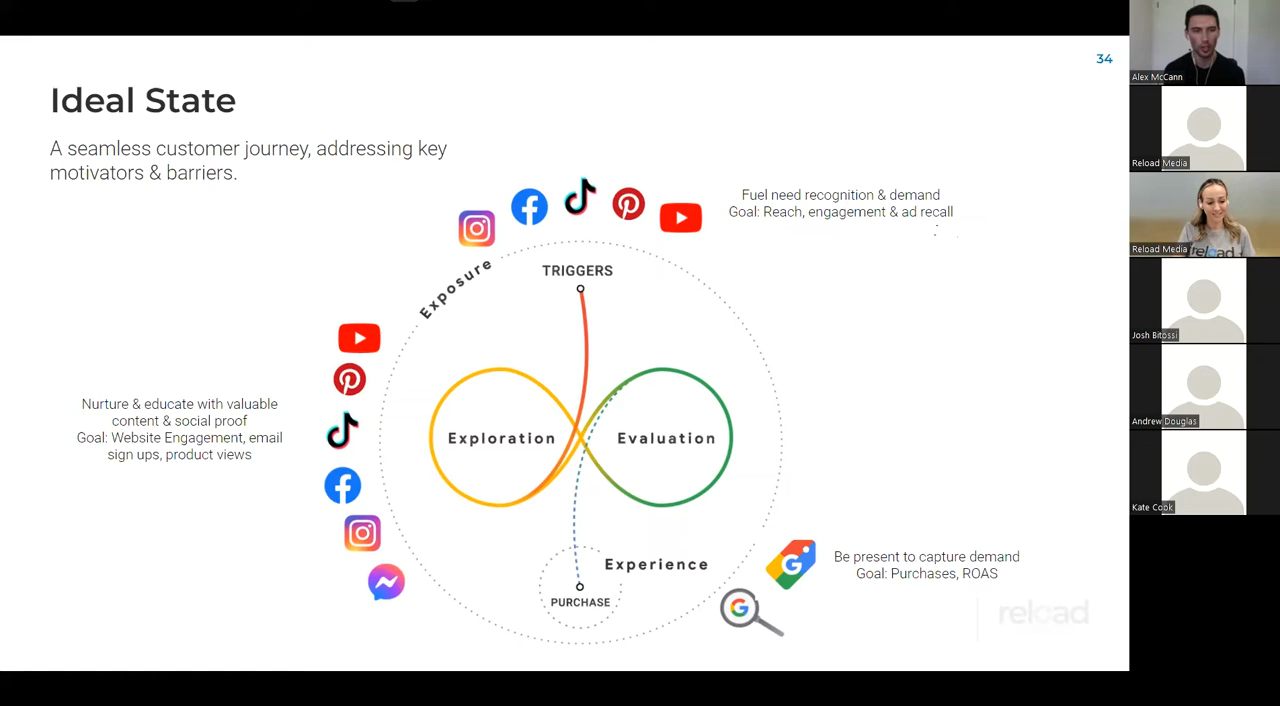 34
Ideal State
A seamless customer journey, addressing key
motivators & barriers.
Fuel need recognition & demand
Goal: Reach, engagement & ad recall
Exposure
TRIGGERS
Nurture & educate with valuable
content & social proof
Goal: Website Engagement, email
sign ups, product views
Exploration
Evaluation
Experience
PURCHASE
Be present to capture demand
Goal: Purchases, ROAS
G
G
reload
Alex McCann
Reload Media
reload
Reload Media
Josh Bitossi
Andrew Douglas
Kate Cook